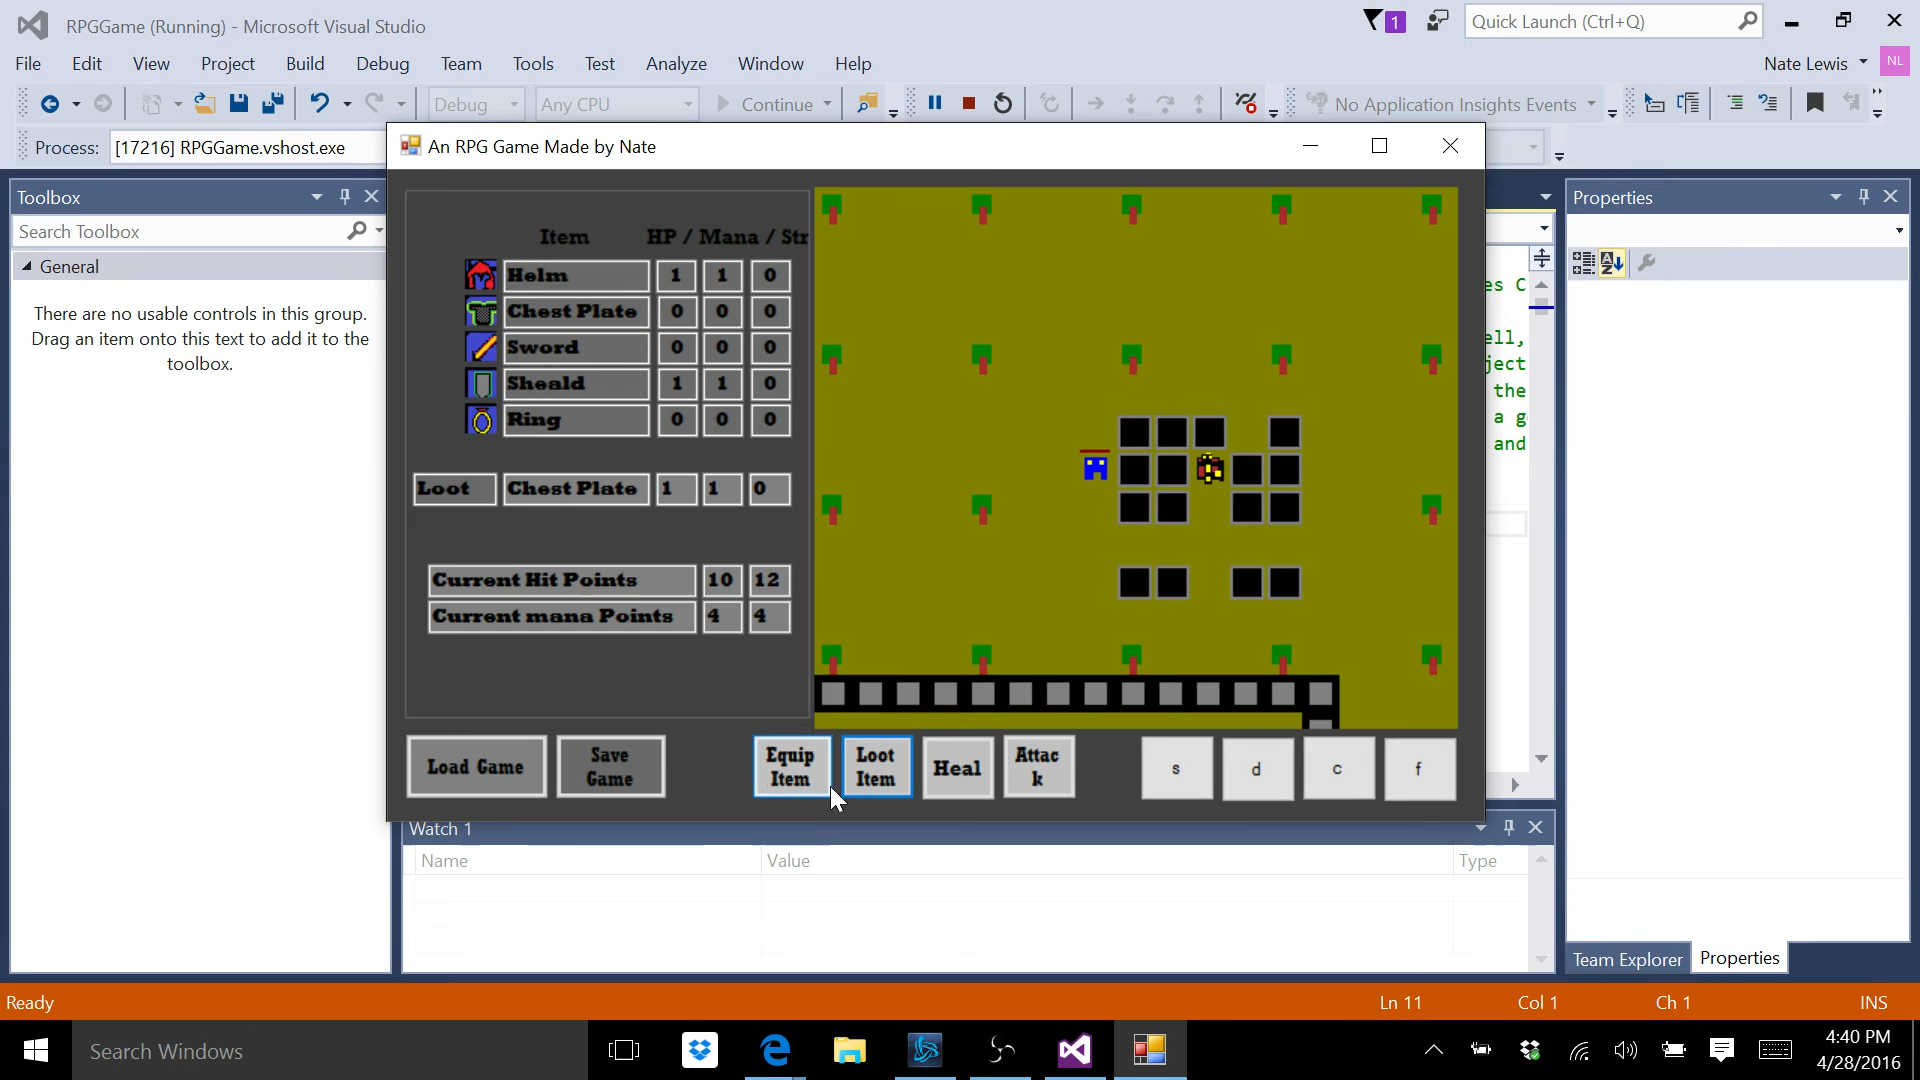 RPGGame (Running) - Microsoft Visual Studio
1
Quick Launch (Ctrl+Q)
File Edit View Project Build Debug Team Tools Test Analyze Window Help
Nate Lewis
NL
Debug
Any CPU
Continue
No Application Insights Events
Process: [17216] RPGGame.vshost.exe
An RPG Game Made by Nate
Toolbox
Search Toolbox
General
There are no usable controls in this group.
Drag an item onto this text to add it to the
toolbox.
Item HP / Mana / Str
Helm 1 1 0
Chest Plate 0 0 0
Sword 0 0 0
Sheald 1 1 0
Ring 0 0 0
Loot Chest Plate 1 1 0
Current Hit Points 10 12
Current mana Points 4 4
Load Game
Save
Game
Equip
Item
Loot
Item
Heal
Attac
k
s
d
c
f
es C
ell,
ject
the
a g
and
Properties
Team Explorer
Properties
Watch 1
Name Value Type
Ready
Ln 11 Col 1 Ch 1 INS
Search Windows
4:40 PM
4/28/2016